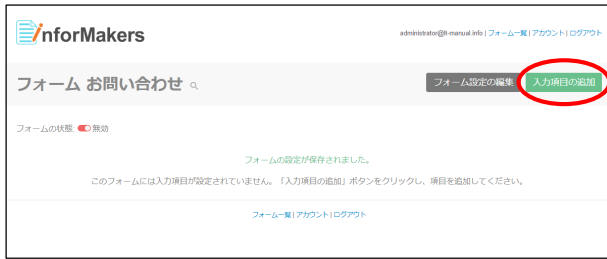 InforMakers
administrator@lt-manual.info | フォーム一覧 | アカウント | ログアウト
フォーム お問い合わせ
フォーム設定の編集
入力項目の追加
フォームの状態: 無効
フォームの設定が保存されました。
このフォームには入力項目が設定されていません。「入力項目の追加」ボタンをクリックし、項目を追加してください。
フォーム一覧 | アカウント | ログアウト